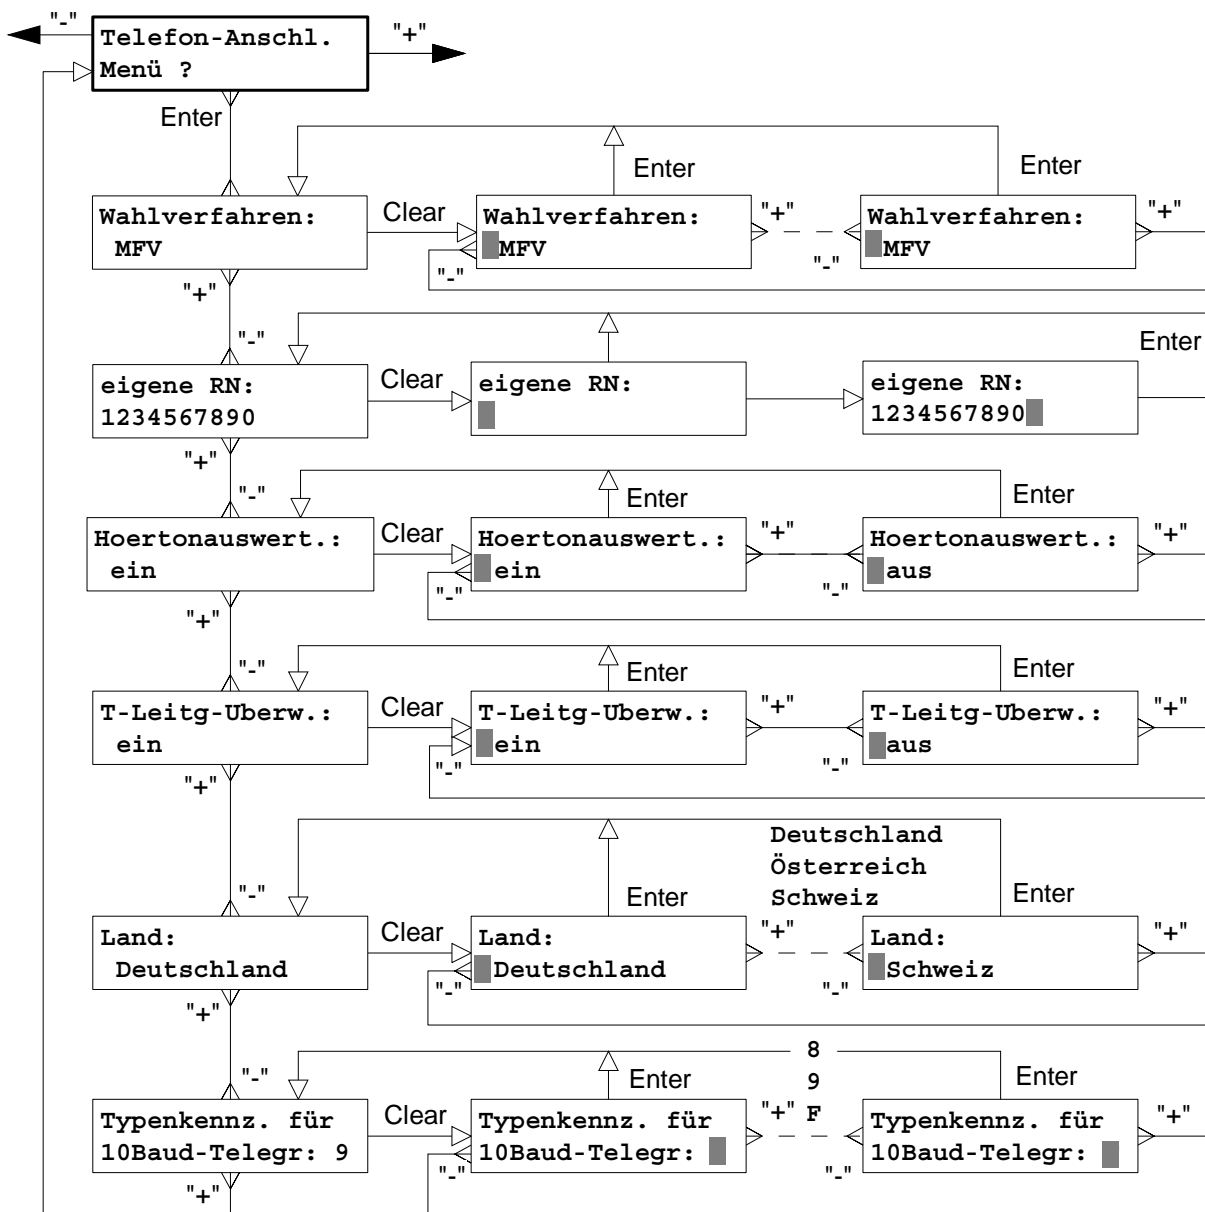 "-"
Telefon-Anschl.
Menü ?
"+"
Enter
Enter
Enter
Wahlverfahren:
MFV
Clear
Wahlverfahren:
MFV
"+"
"-"
Wahlverfahren:
MFV
"+"
"-"
"+"
"-"
Enter
eigene RN:
1234567890
Clear
eigene RN:
eigene RN:
1234567890
"+"
"-"
Enter
Enter
Hoertonauswert.:
ein
Clear
Hoertonauswert.:
ein
"+"
"-"
Hoertonauswert.:
aus
"+"
"-"
"+"
"-"
Enter
Enter
T-Leitg-Uberw.:
ein
Clear
T-Leitg-Uberw.:
ein
"+"
"-"
T-Leitg-Uberw.:
aus
"+"
"-"
"+"
Deutschland
Österreich
Schweiz
"-"
Enter
Enter
Land:
Deutschland
Clear
Land:
Deutschland
"+"
"-"
Land:
Schweiz
"+"
"-"
"+"
8
9
F
"-"
Enter
Enter
Typenkennz. für
10Baud-Telegr: 9
Clear
Typenkennz. für
10Baud-Telegr:
"+"
"-"
Typenkennz. für
10Baud-Telegr:
"+"
"-"
"+"